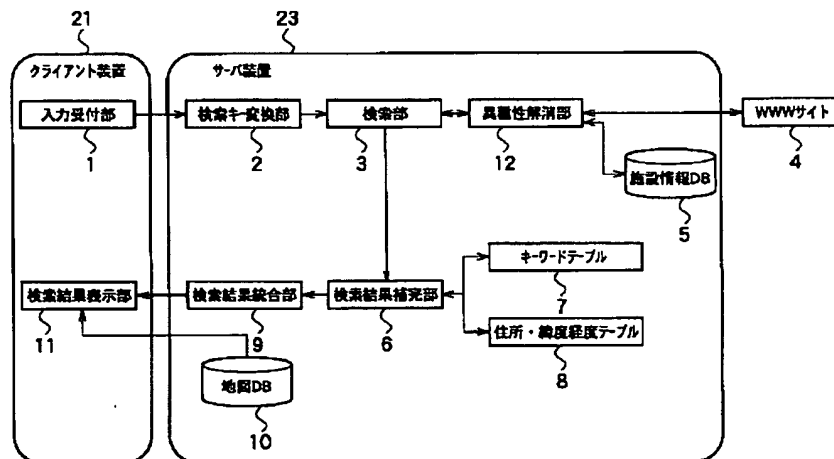 21
23
クライアント装置
サーバ装置
入力受付部
検索キー変換部
検索部
異種性解消部
WWWサイト
1
2
3
12
4
施設情報DB
5
キーワードテーブル
7
検索結果表示部
検索結果統合部
検索結果補完部
11
9
6
住所・緯度経度テーブル
8
地図DB
10